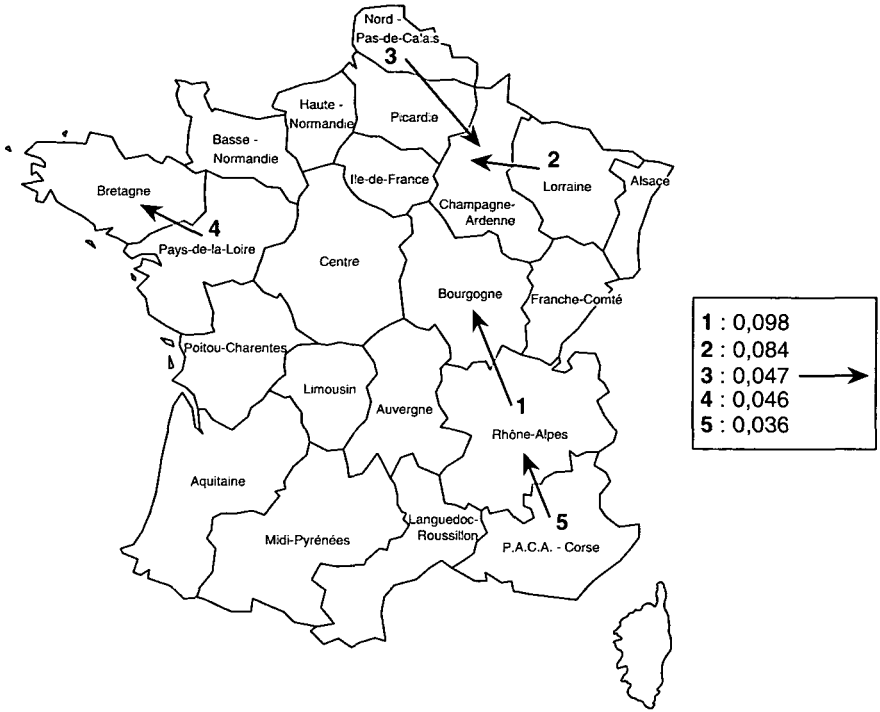 Nord -
Pas-de-Calais
3
Haute -
Normandie
Picardie
Basse -
Normandie
2
Ile-de-France
Lorraine
Alsace
Bretagne
Champagne-
Ardenne
4
Pays-de-la-Loire
Centre
Bourgogne
Franche-Comté
1 : 0,098
2 : 0,084
3 : 0,047
4 : 0,046
5 : 0,036
Poitou-Charentes
Limousin
Auvergne
1
Rhône-Alpes
Aquitaine
Languedoc-
Roussillon
5
Midi-Pyrénées
P.A.C.A. - Corse